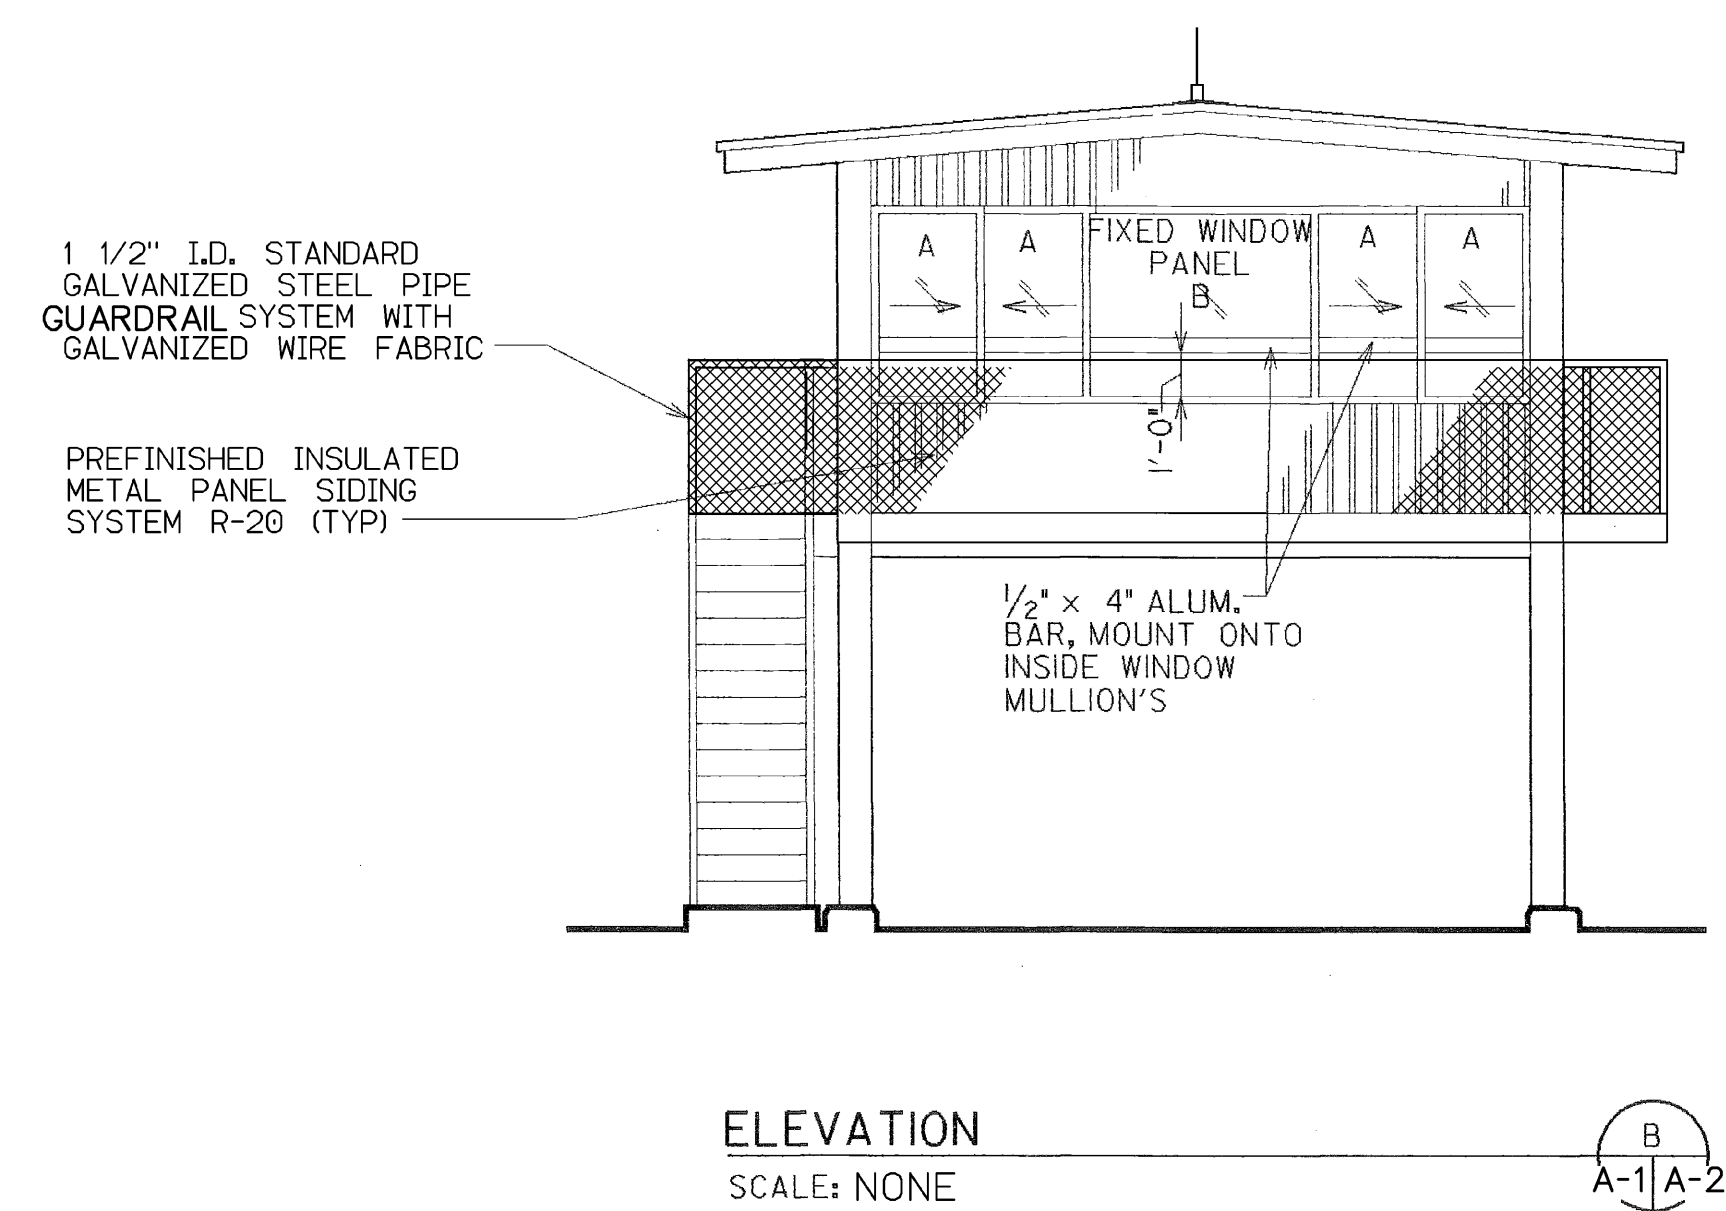 1 1/2" I.D. STANDARD
GALVANIZED STEEL PIPE
GUARDRAIL SYSTEM WITH
GALVANIZED WIRE FABRIC
PREFINISHED INSULATED
METAL PANEL SIDING
SYSTEM R-20 (TYP)
A
A
FIXED WINDOW
PANEL
B
A
A
1'-0"
1/2" x 4" ALUM.
BAR, MOUNT ONTO
INSIDE WINDOW
MULLION'S
ELEVATION
SCALE: NONE
B
A-1 A-2